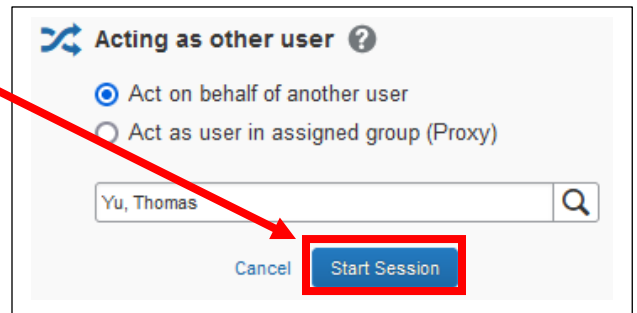 Acting as other user ?
Act on behalf of another user
Act as user in assigned group (Proxy)
Yu, Thomas
Cancel Start Session